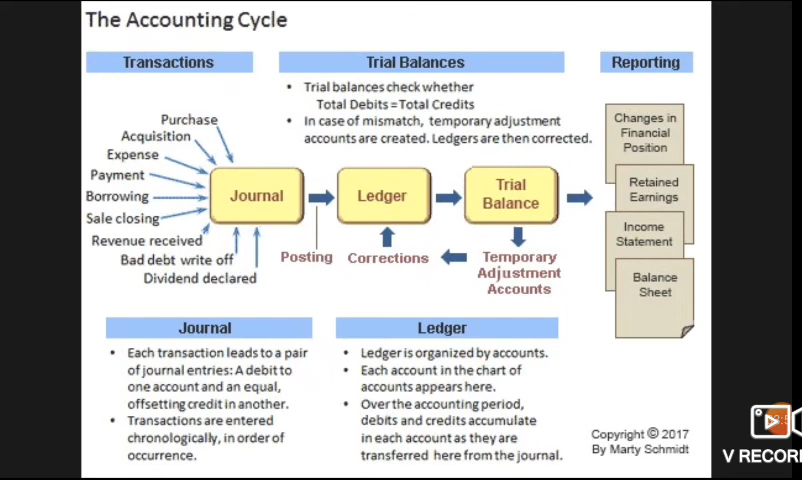 The Accounting Cycle
Transactions
Trial Balances
Reporting
• Trial balances check whether
Total Debits = Total Credits
• In case of mismatch, temporary adjustment
accounts are created. Ledgers are then corrected.
Purchase
Acquisition
Expense
Payment
Borrowing
Sale closing
Revenue received
Bad debt write off
Dividend declared
Journal
Ledger
Trial
Balance
Posting
Corrections
Temporary
Adjustment
Accounts
Changes in
Financial
Position
Retained
Earnings
Income
Statement
Balance
Sheet
Journal
• Each transaction leads to a pair
of journal entries: A debit to
one account and an equal,
offsetting credit in another.
• Transactions are entered
chronologically, in order of
occurrence.
Ledger
• Ledger is organized by accounts.
• Each account in the chart of
accounts appears here.
• Over the accounting period,
debits and credits accumulate
in each account as they are
transferred here from the journal.
Copyright © 2017
By Marty Schmidt
V RECOR